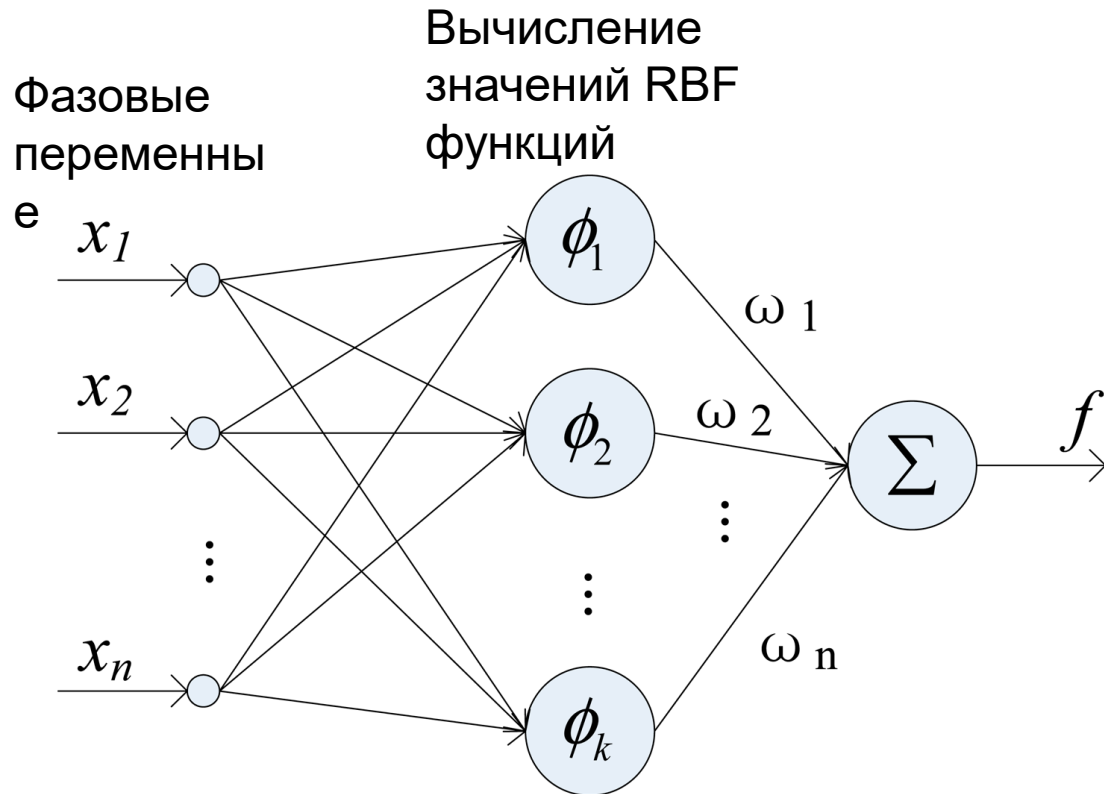 Фазовые
переменны
е
Вычисление
значений RBF
функций
x1
x2
⋮
xn
ϕ1
ϕ2
⋮
ϕk
ω 1
ω 2
⋮
ω n
Σ
f